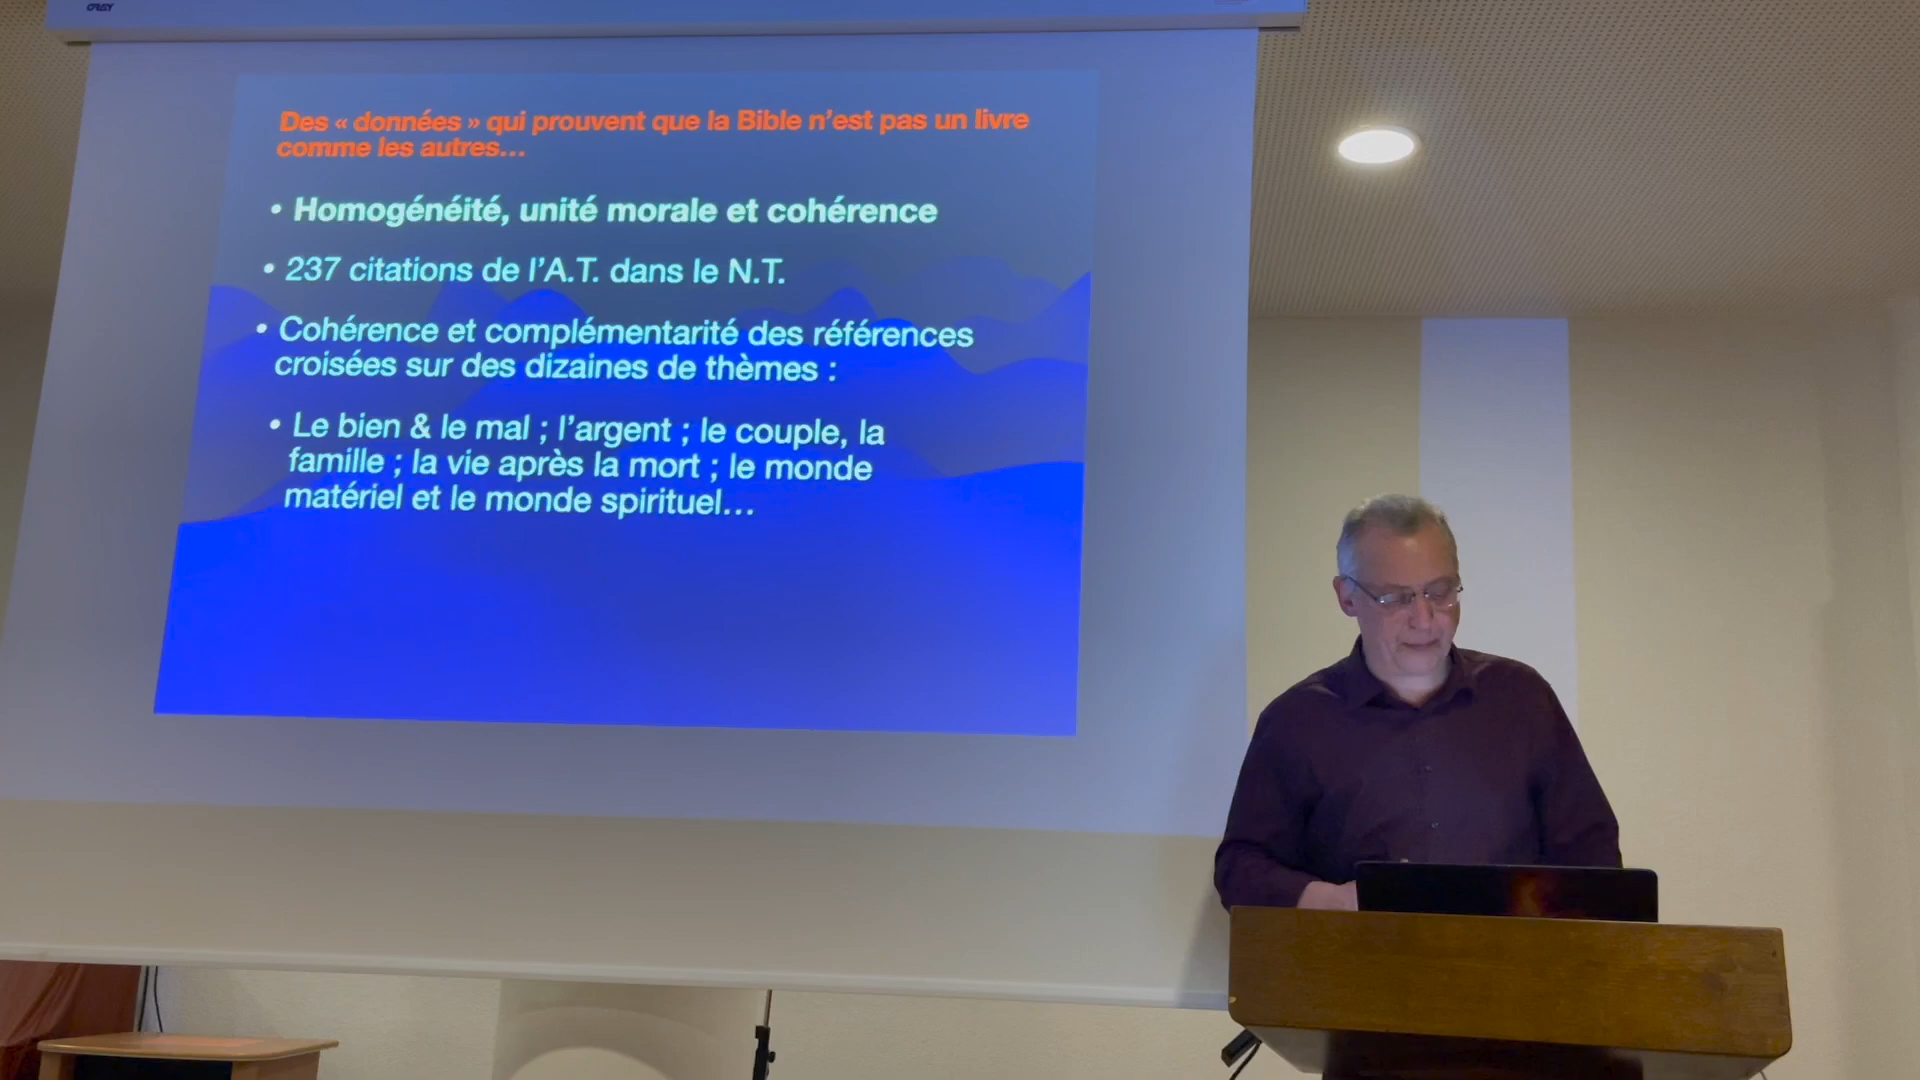 ORAY
Des « données » qui prouvent que la Bible n'est pas un livre
comme les autres…
• Homogénéité, unité morale et cohérence
• 237 citations de l'A.T. dans le N.T.
• Cohérence et complémentarité des références
croisées sur des dizaines de thèmes :
• Le bien & le mal ; l'argent ; le couple, la
famille ; la vie après la mort ; le monde
matériel et le monde spirituel…